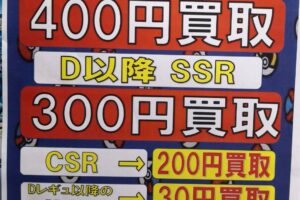 400円買取
D以降 SSR
300円買取
CSR → 200円買取
Dレギュ以降の → 30円買取